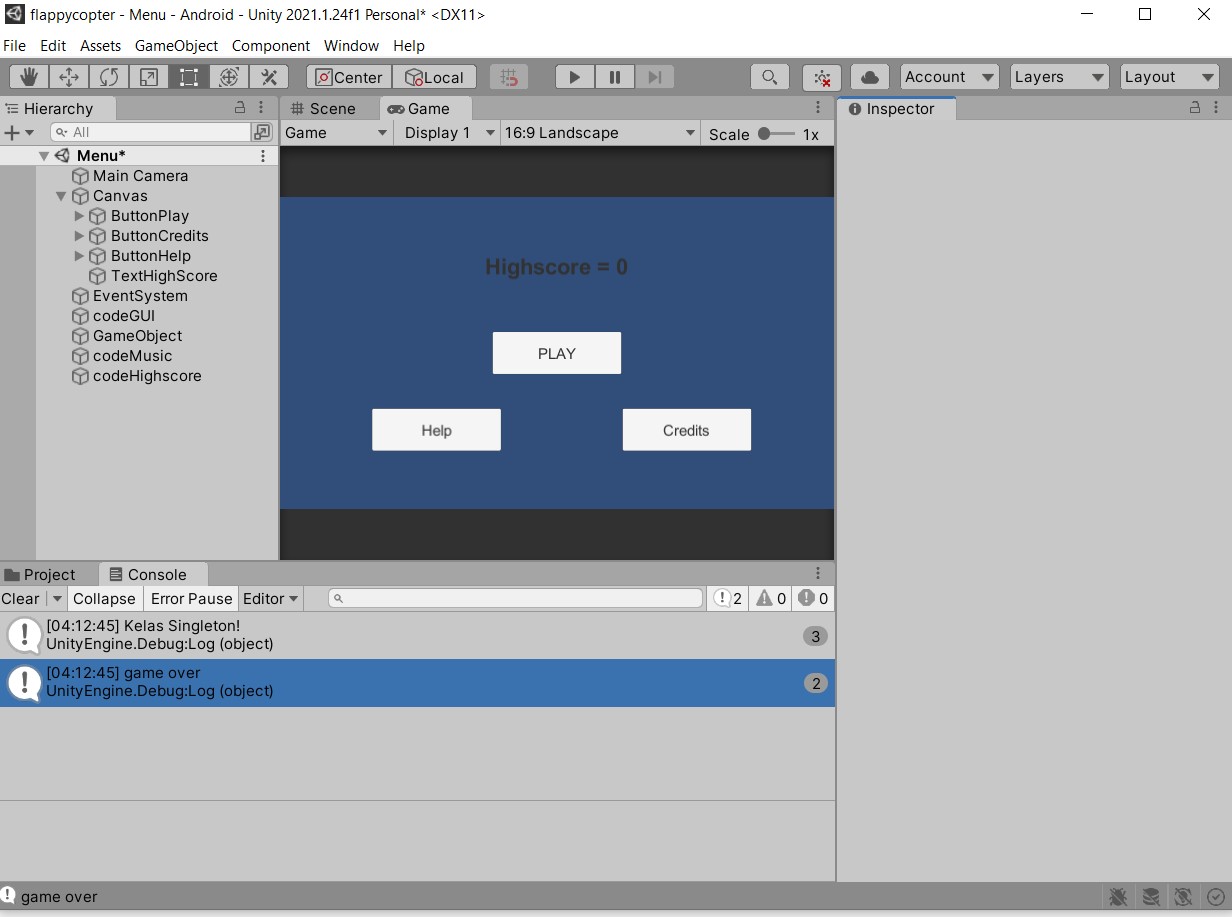 flappycopter - Menu - Android - Unity 2021.1.24f1 Personal* <DX11>
File Edit Assets GameObject Component Window Help
Center Local Account Layers Layout
Hierarchy
All
Menu*
Main Camera
Canvas
ButtonPlay
ButtonCredits
ButtonHelp
TextHighScore
EventSystem
codeGUI
GameObject
codeMusic
codeHighscore
Scene Game
Game Display 1 16:9 Landscape Scale 1x
Highscore = 0
PLAY
Help Credits
Inspector
Project Console
Clear Collapse Error Pause Editor 2 0 0
[04:12:45] Kelas Singleton!
UnityEngine.Debug:Log (object) 3
[04:12:45] game over
UnityEngine.Debug:Log (object) 2
game over